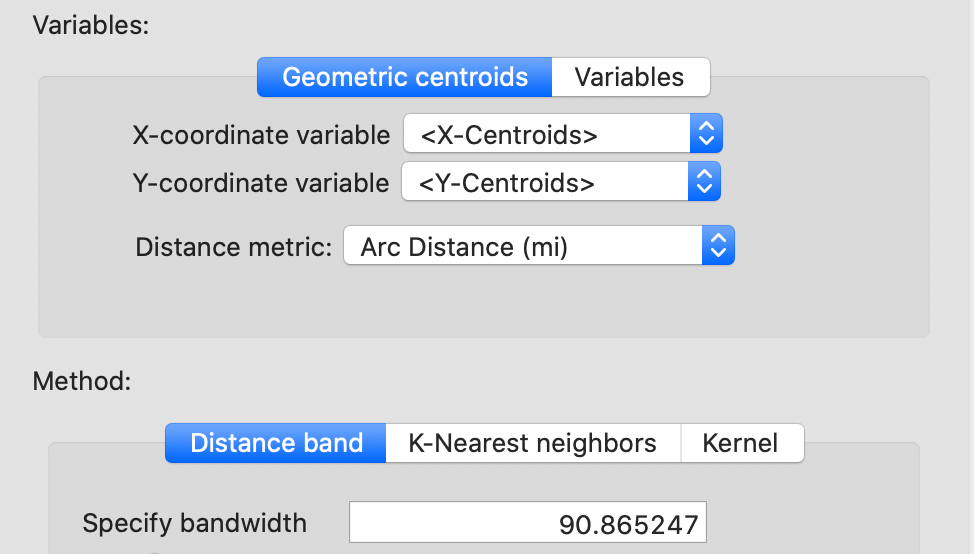 Variables:
Geometric centroids Variables
X-coordinate variable <X-Centroids>
Y-coordinate variable <Y-Centroids>
Distance metric: Arc Distance (mi)
Method:
Distance band K-Nearest neighbors Kernel
Specify bandwidth 90.865247